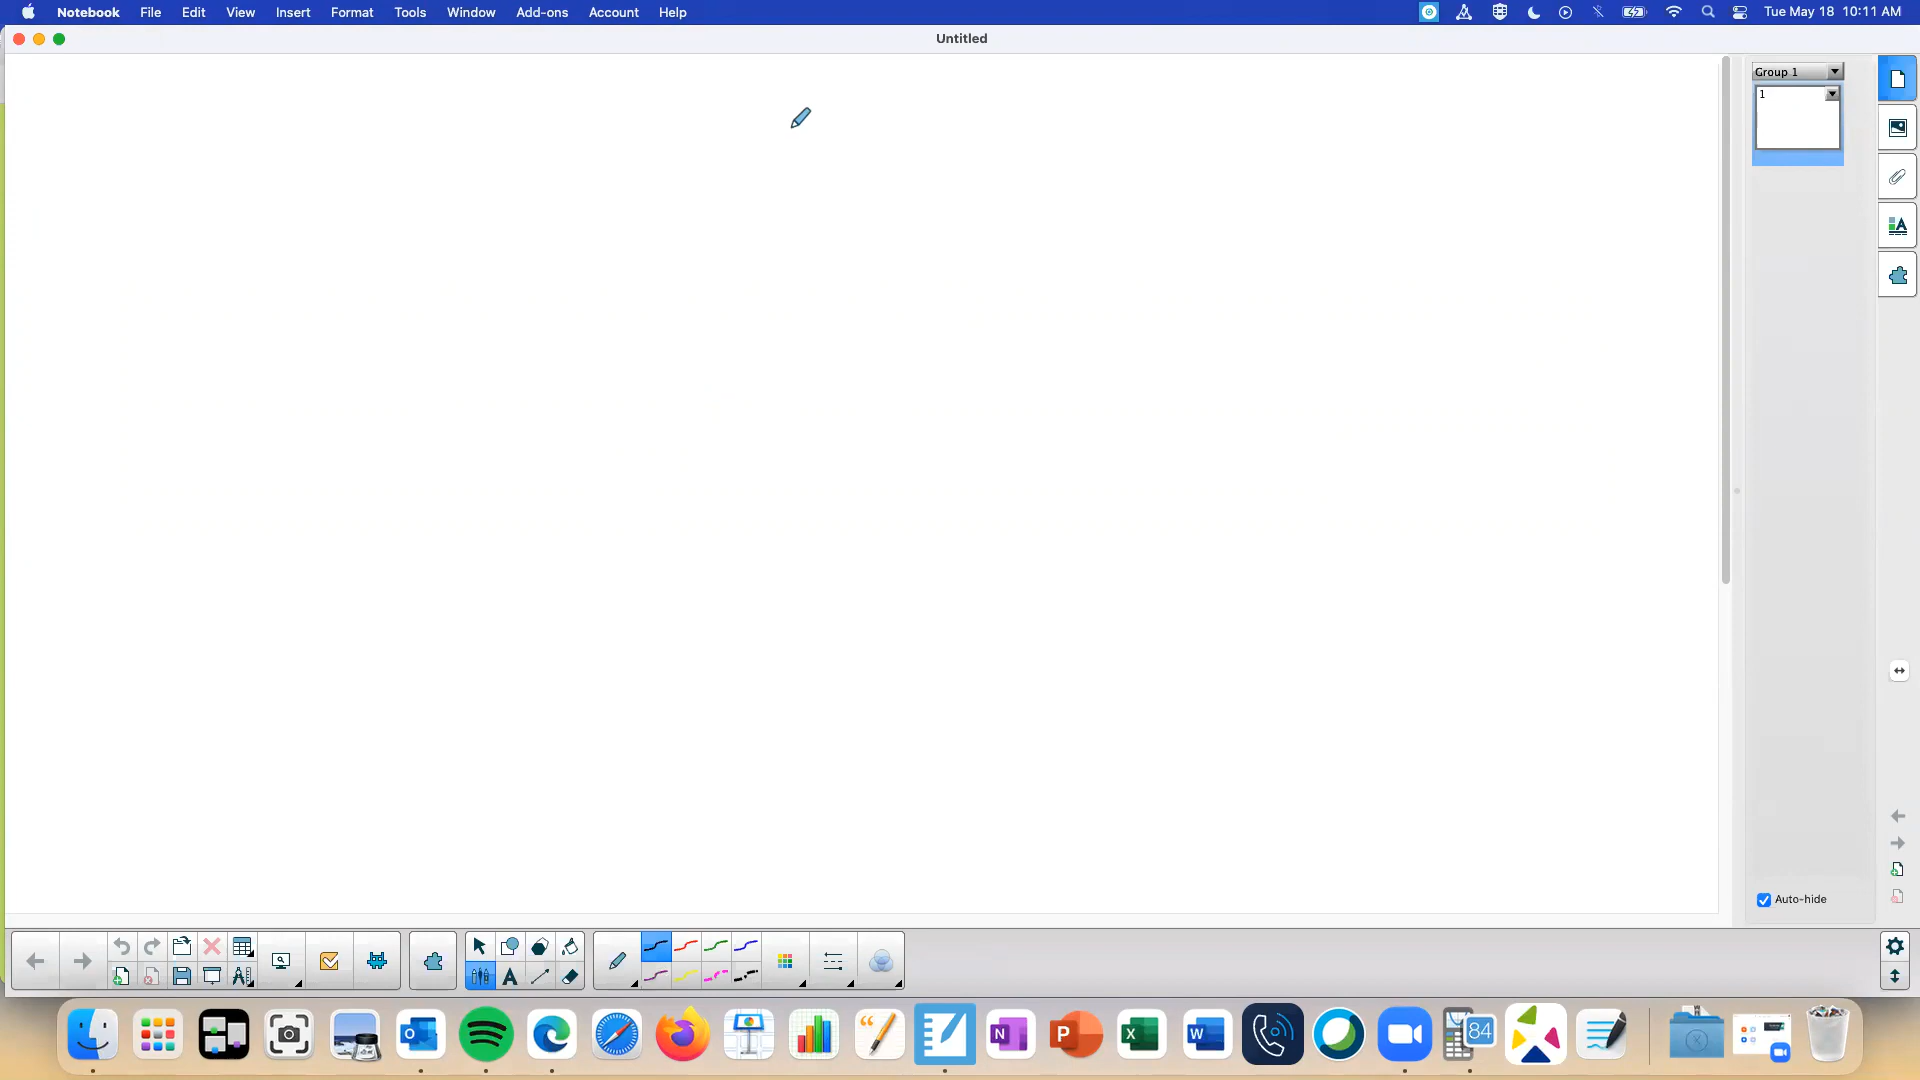 Notebook File Edit View Insert Format Tools Window Add-ons Account Help Tue May 18 10:11 AM
Untitled
Group 1
1
Auto-hide
A
A
N P X W 84
X